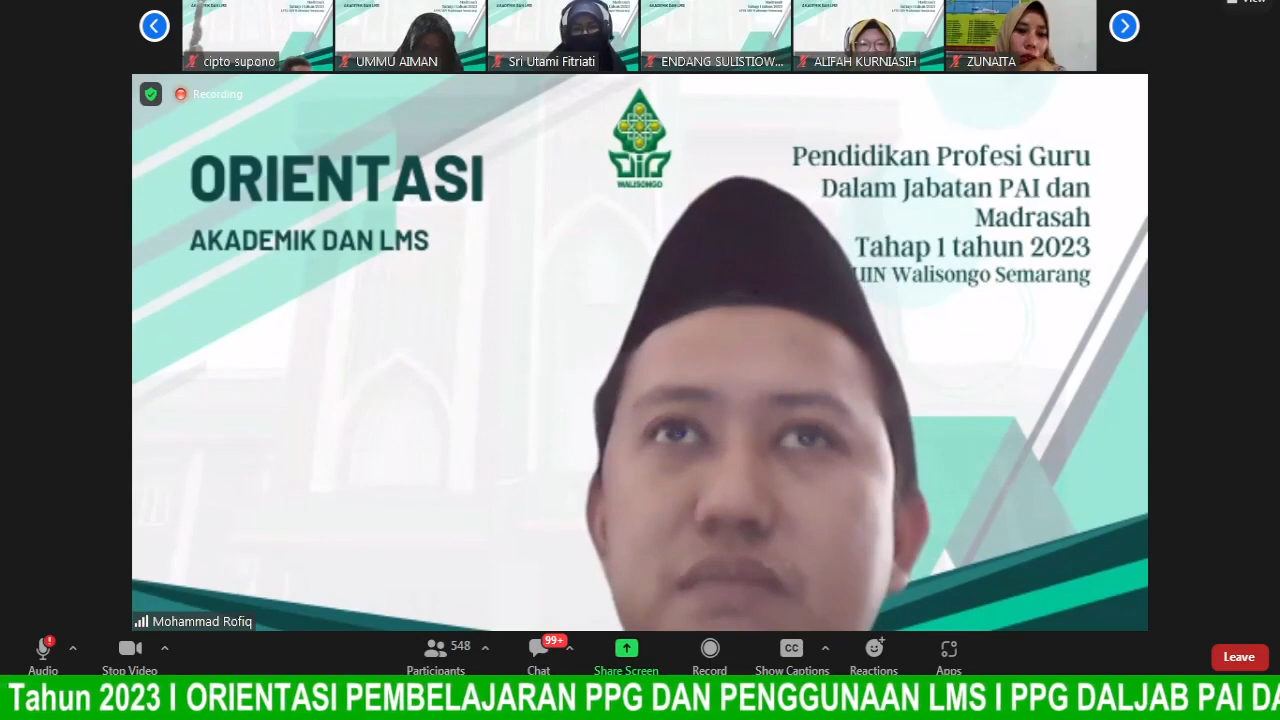 View
cipto sutarno
UMMU AIMAN
Sri Utami Fitriati
ENDANG SULISTIOW...
ALIFAH KURNIASIH
ZUNAITA
Recording
ORIENTASI
AKADEMIK DAN LMS
WALISONGO
Pendidikan Profesi Guru
Dalam Jabatan PAI dan
Madrasah
Tahap 1 tahun 2023
UIN Walisongo Semarang
Mohammad Rofiq
548
99+
CC
Audio
Stop Video
Participants
Chat
Share Screen
Record
Show Captions
Reactions
Apps
Leave
Tahun 2023 I ORIENTASI PEMBELAJARAN PPG DAN PENGGUNAAN LMS I PPG DALJAB PAI DA